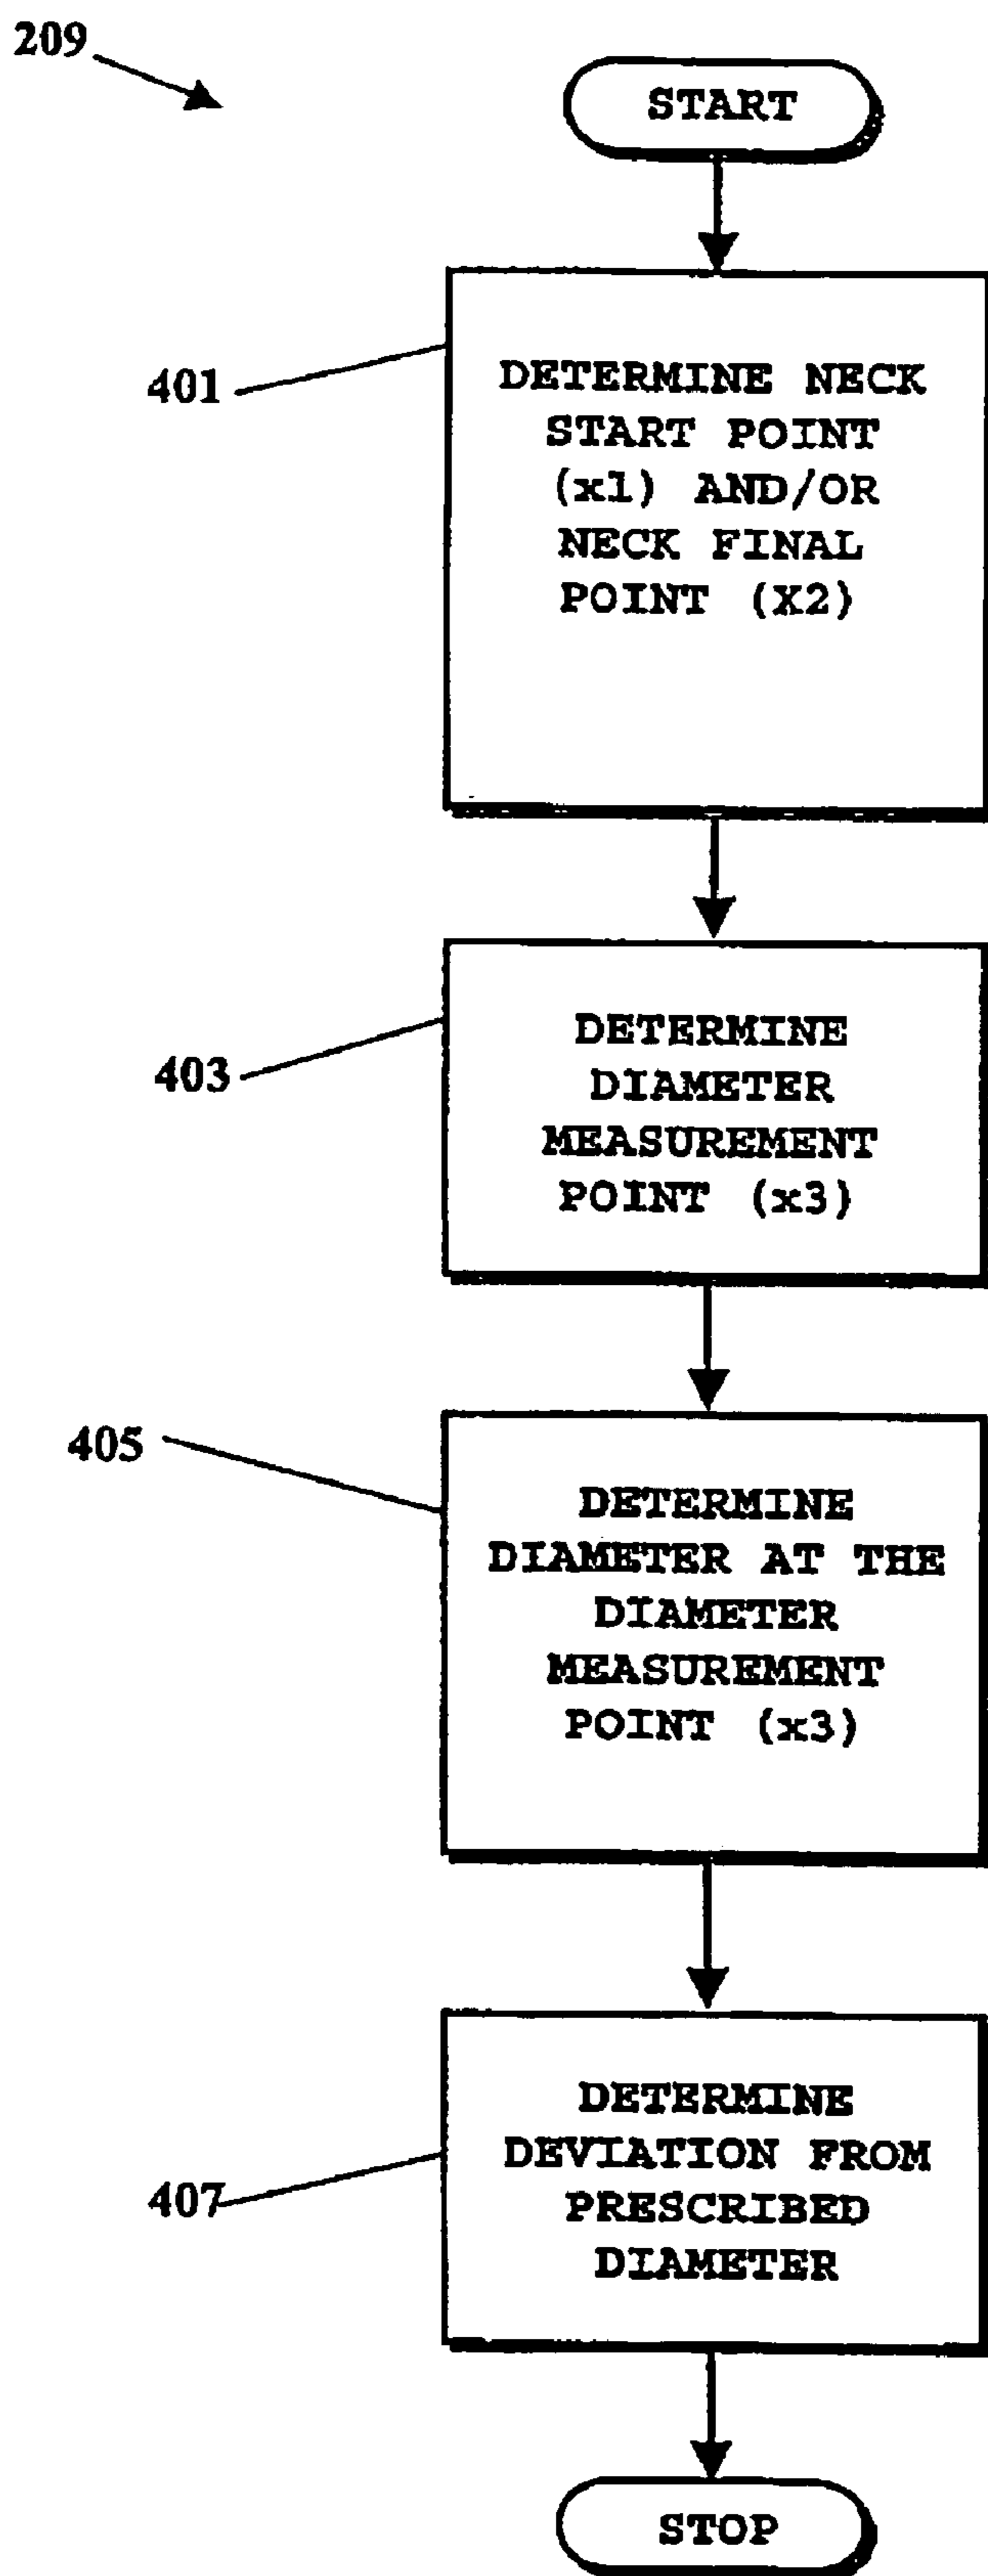 209
START
401
DETERMINE NECK
START POINT
(x1) AND/OR
NECK FINAL
POINT (X2)
403
DETERMINE
DIAMETER
MEASUREMENT
POINT (x3)
405
DETERMINE
DIAMETER AT THE
DIAMETER
MEASUREMENT
POINT (x3)
407
DETERMINE
DEVIATION FROM
PRESCRIBED
DIAMETER
STOP